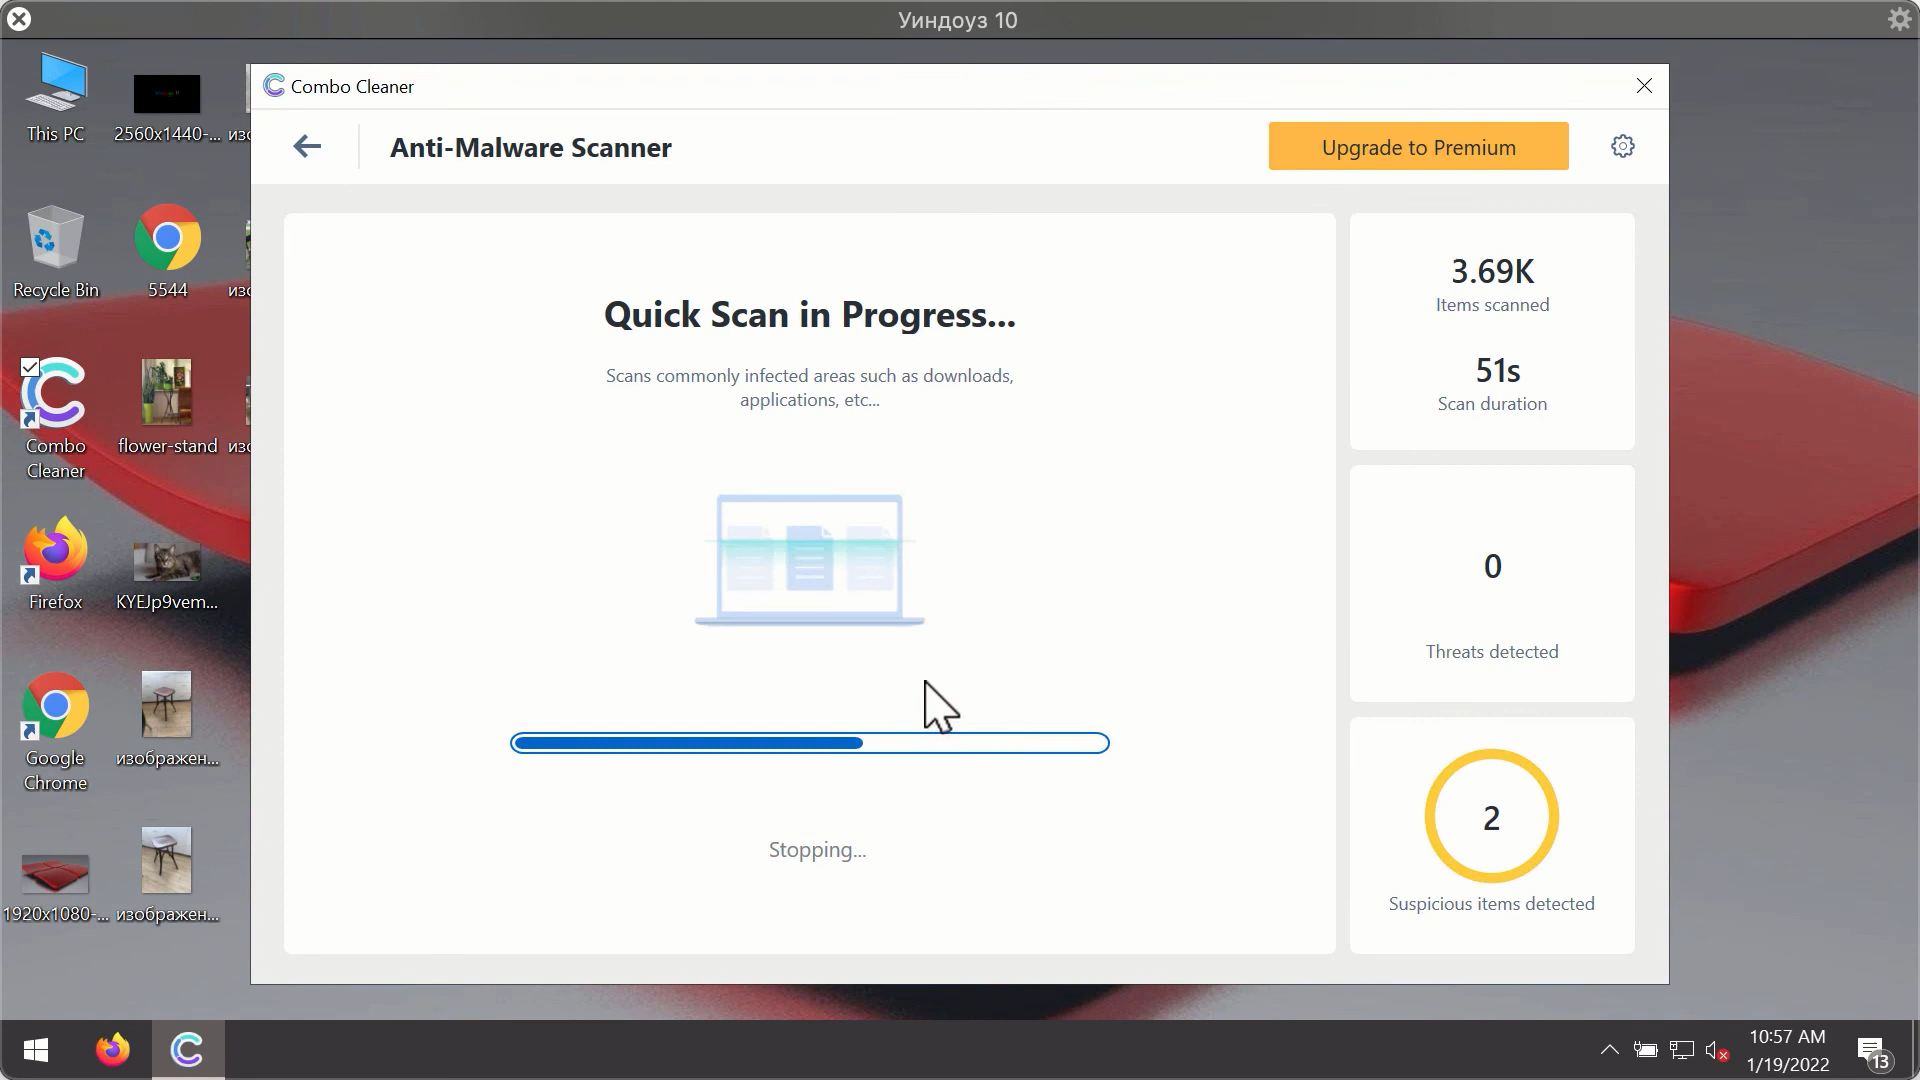 Уиндоуз 10
This PC
2560x1440-...
изо
Recycle Bin
5544
изо
Combo
Cleaner
flower-stand
изо
Firefox
KYEJp9vem...
Google
Chrome
изображен...
1920x1080-...
изображен...
Combo Cleaner
Anti-Malware Scanner
Upgrade to Premium
Quick Scan in Progress...
Scans commonly infected areas such as downloads,
applications, etc...
Stopping...
3.69K
Items scanned
51s
Scan duration
0
Threats detected
2
Suspicious items detected
10:57 AM
1/19/2022
13